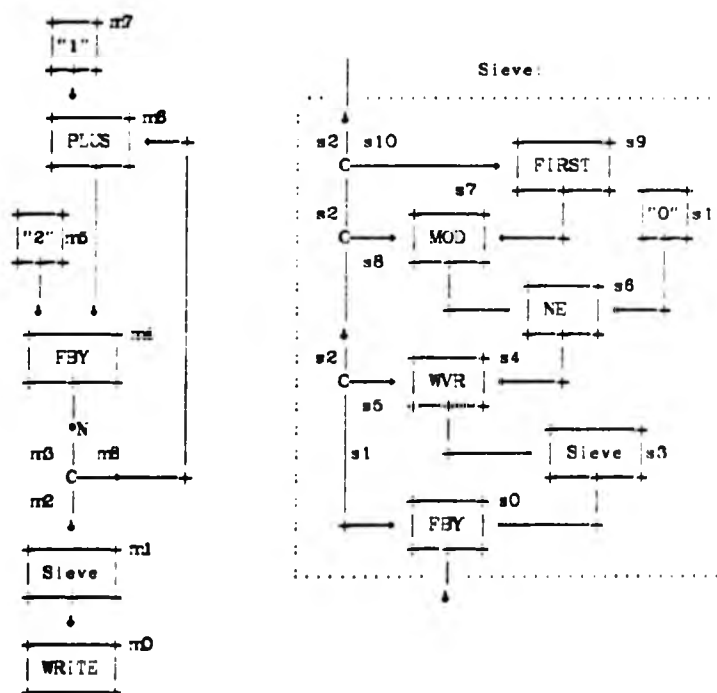 m7
"1"
m6
PLUS
"2" m5
m4
FBY
N
m3 m8
C
m2
m1
Sieve
m0
WRITE
Sieve:
s2 s10 s9
C FIRST
s7
s2 MOD "0" s1
C
s8
s6
NE
s2 s4
C WVR
s5
s1 Sieve s3
s0
FBY